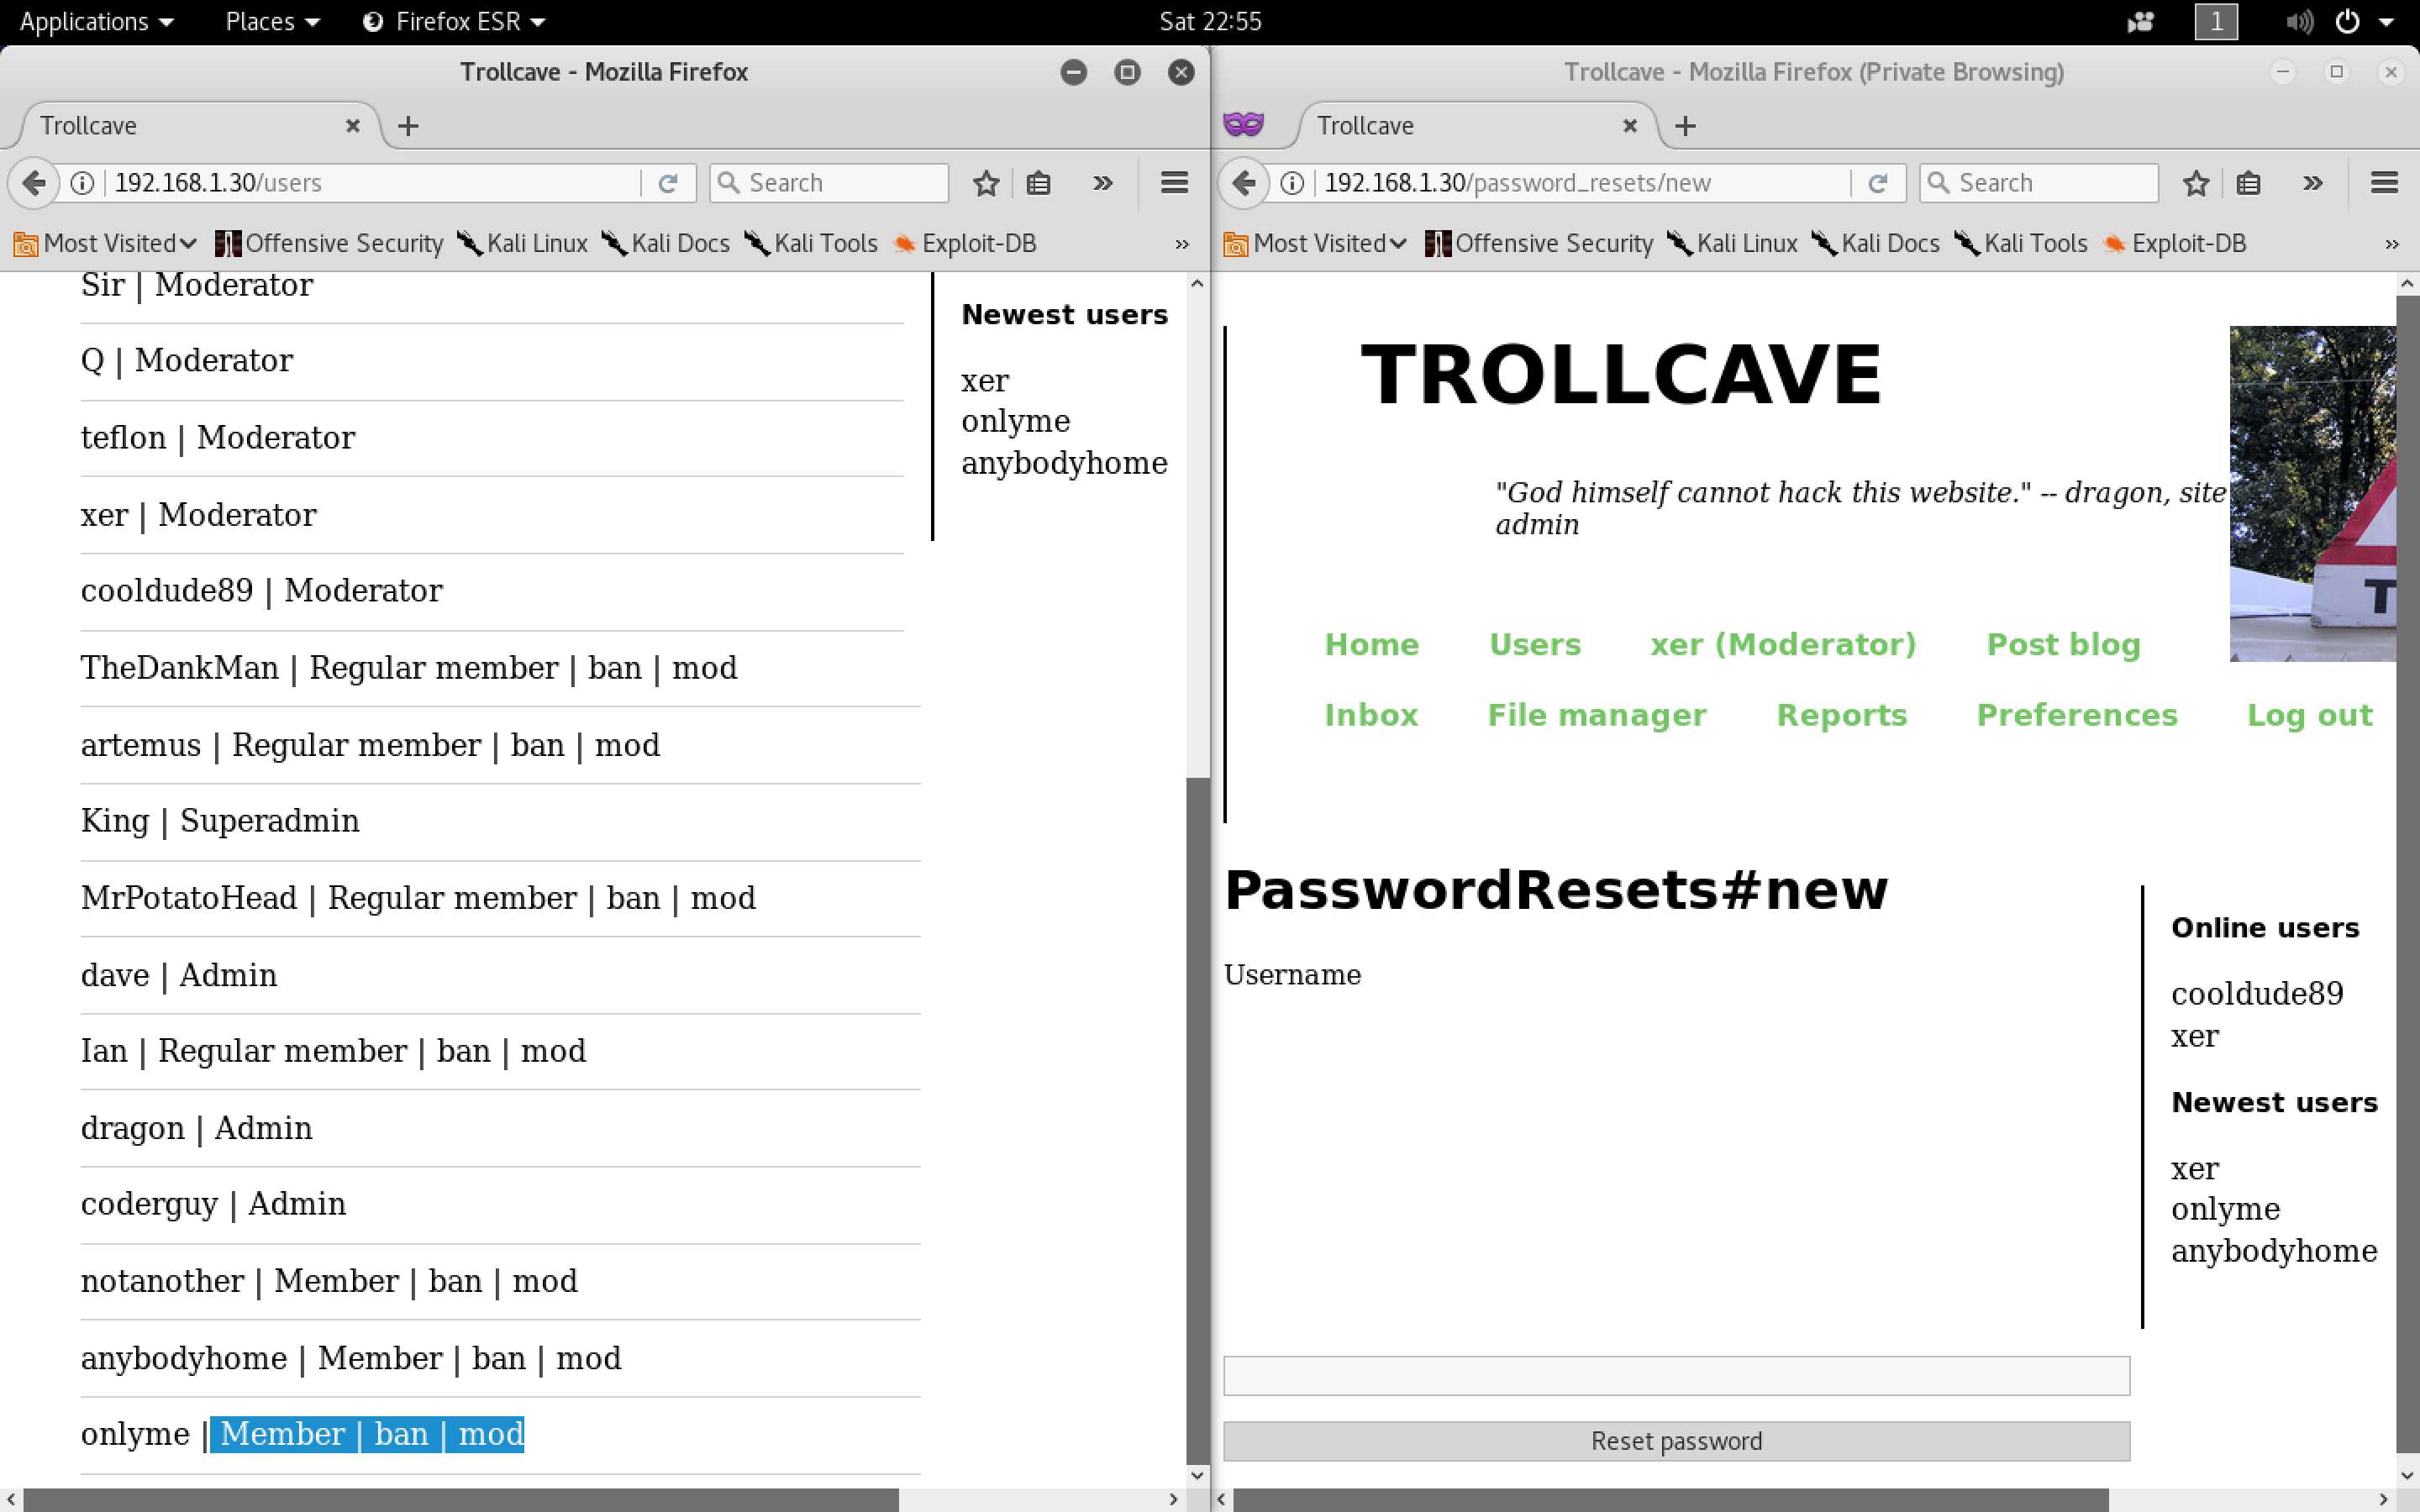 Applications Places Firefox ESR Sat 22:55 1
Trollcave - Mozilla Firefox
Trollcave
192.168.1.30/users Search
Most Visited Offensive Security Kali Linux Kali Docs Kali Tools Exploit-DB »
Sir | Moderator
Q | Moderator
teflon | Moderator
xer | Moderator
cooldude89 | Moderator
TheDankMan | Regular member | ban | mod
artemus | Regular member | ban | mod
King | Superadmin
MrPotatoHead | Regular member | ban | mod
dave | Admin
Ian | Regular member | ban | mod
dragon | Admin
coderguy | Admin
notanother | Member | ban | mod
anybodyhome | Member | ban | mod
onlyme | Member | ban | mod
Newest users
xer
onlyme
anybodyhome
Trollcave - Mozilla Firefox (Private Browsing)
Trollcave
192.168.1.30/password_resets/new Search
Most Visited Offensive Security Kali Linux Kali Docs Kali Tools Exploit-DB »
TROLLCAVE
"God himself cannot hack this website." -- dragon, site
admin
T
Home Users xer (Moderator) Post blog
Inbox File manager Reports Preferences Log out
PasswordResets#new
Username
Reset password
Online users
cooldude89
xer
Newest users
xer
onlyme
anybodyhome